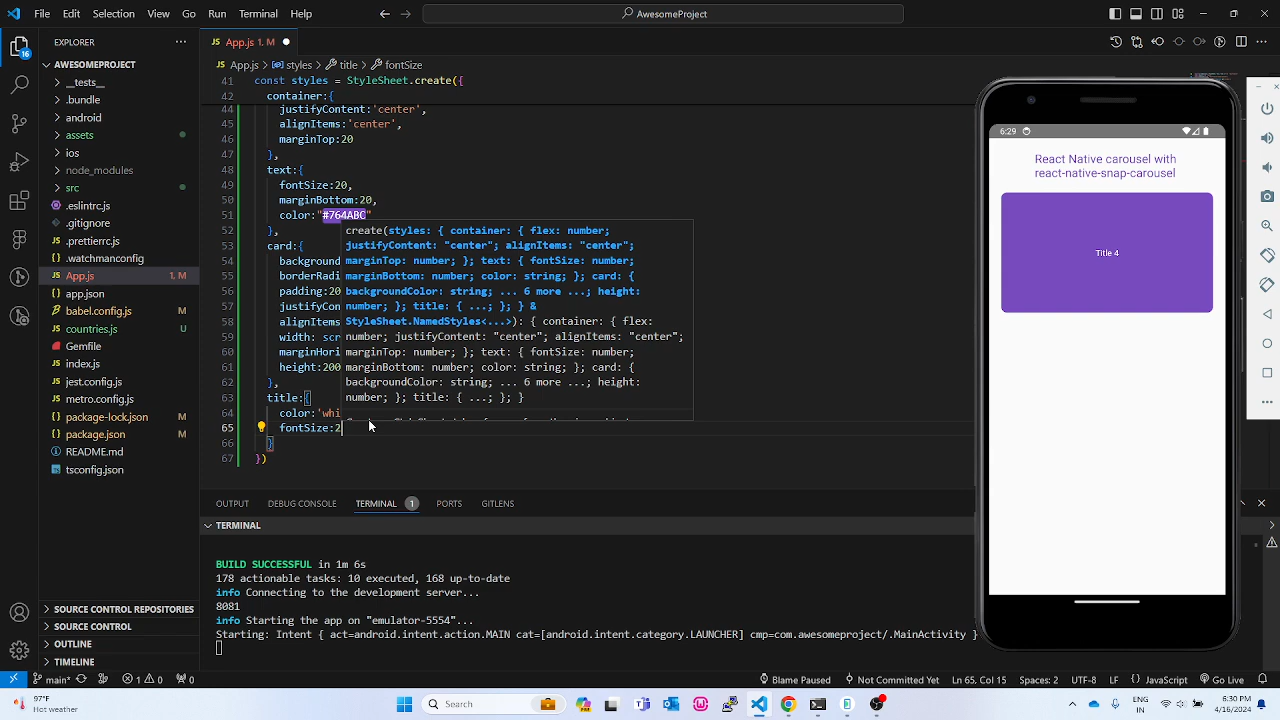 File Edit Selection View Go Run Terminal Help
AwesomeProject
EXPLORER
App.js 1, M
AWESOMEPROJECT
App.js > styles > title > fontSize
__tests__
.bundle
android
assets
ios
node_modules
src
.eslintrc.js
.gitignore
.prettierrc.js
.watchmanconfig
App.js 1, M
app.json
babel.config.js M
countries.js U
Gemfile
index.js
jest.config.js M
metro.config.js M
package-lock.json M
package.json M
README.md
tsconfig.json
SOURCE CONTROL REPOSITORIES
SOURCE CONTROL
OUTLINE
TIMELINE
16
41 const styles = StyleSheet.create({
42 container:{
44 justifyContent:'center',
45 alignItems:'center',
46 marginTop:20
47 },
48 text:{
49 fontSize:20,
50 marginBottom:20,
51 color:"#764ABC"
52 },
53 card:{
54 background
55 borderRadi
56 padding:20
57 justifyCon
58 alignItems
59 width: scr
60 marginHori
61 height:200
62 },
63 title:{
64 color:'whi
65 fontSize:2
66 }
67 })
create(styles: { container: { flex: number;
justifyContent: "center"; alignItems: "center";
marginTop: number; }; text: { fontSize: number;
marginBottom: number; color: string; }; card: {
backgroundColor: string; ... 6 more ...; height:
number; }; title: { ...; }; } &
StyleSheet.NamedStyles<...>): { container: { flex:
number; justifyContent: "center"; alignItems: "center";
marginTop: number; }; text: { fontSize: number;
marginBottom: number; color: string; }; card: {
backgroundColor: string; ... 6 more ...; height:
number; }; title: { ...; }; }
OUTPUT DEBUG CONSOLE TERMINAL 1 PORTS GITLENS
TERMINAL
BUILD SUCCESSFUL in 1m 6s
178 actionable tasks: 10 executed, 168 up-to-date
info Connecting to the development server...
8081
info Starting the app on "emulator-5554"...
Starting: Intent { act=android.intent.action.MAIN cat=[android.intent.category.LAUNCHER] cmp=com.awesomeproject/.MainActivity }
6:29
React Native carousel with
react-native-snap-carousel
Title 4
main* 1 0 0 Blame Paused Not Committed Yet Ln 65, Col 15 Spaces: 2 UTF-8 LF JavaScript Go Live
97°F
Hot weather
Search
ENG
IN
6:30 PM
4/16/2024